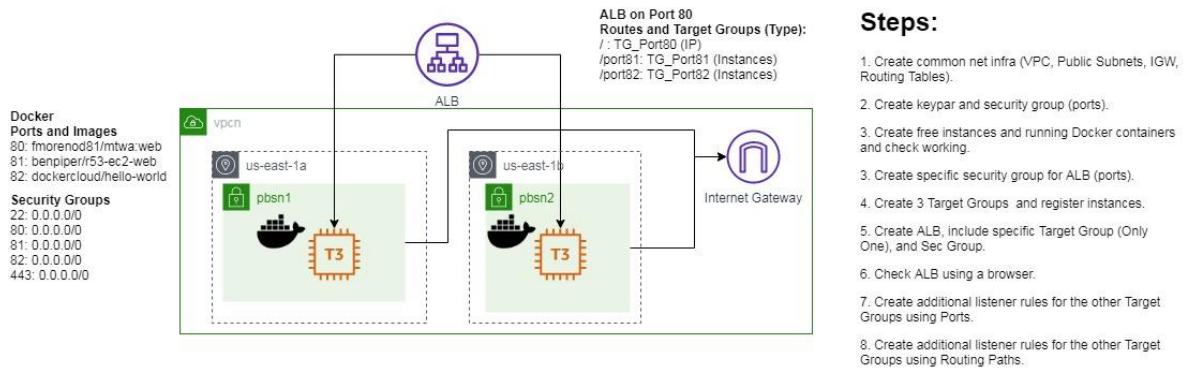 ALB on Port 80
Routes and Target Groups (Type):
/ : TG_Port80 (IP)
/port81: TG_Port81 (Instances)
/port82: TG_Port82 (Instances)
ALB
Docker
Ports and Images
80: fmorenod81/mtwa:web
81: benpiper/r53-ec2-web
82: dockercloud/hello-world
Security Groups
22: 0.0.0.0/0
80: 0.0.0.0/0
81: 0.0.0.0/0
82: 0.0.0.0/0
443: 0.0.0.0/0
vpcn
us-east-1a
pbsn1
T3
us-east-1b
pbsn2
T3
Internet Gateway
Steps:
1. Create common net infra (VPC, Public Subnets, IGW,
Routing Tables).
2. Create keypar and security group (ports).
3. Create free instances and running Docker containers
and check working.
3. Create specific security group for ALB (ports).
4. Create 3 Target Groups and register instances.
5. Create ALB, include specific Target Group (Only
One), and Sec Group.
6. Check ALB using a browser.
7. Create additional listener rules for the other Target
Groups using Ports.
8. Create additional listener rules for the other Target
Groups using Routing Paths.